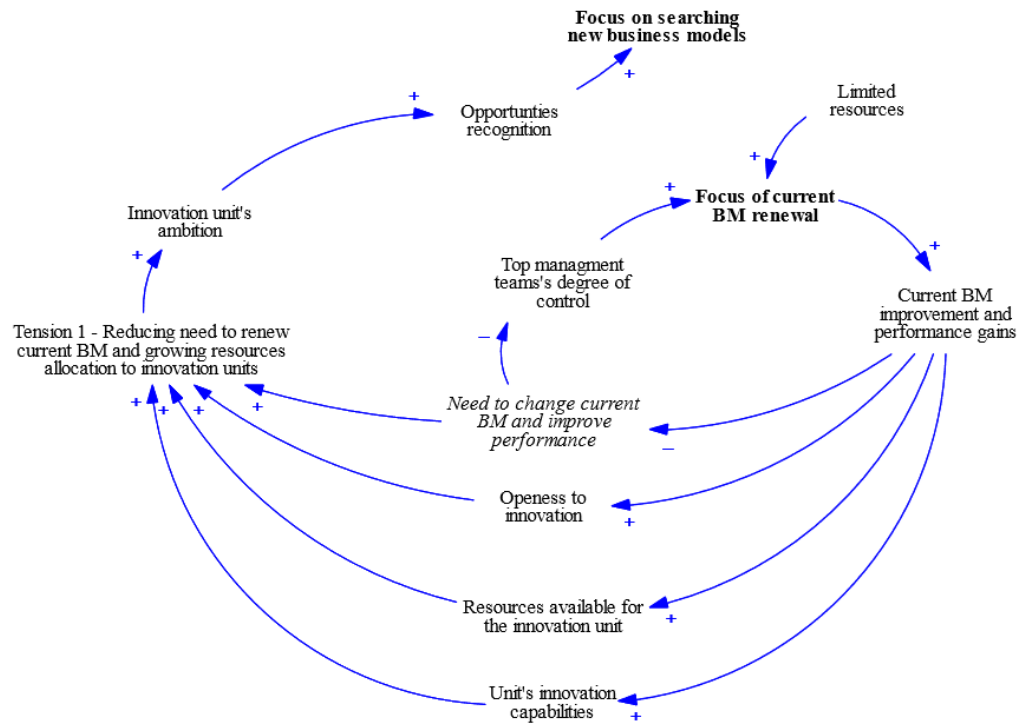 Focus on searching
new business models
+
Limited
resources
+
Opportunties
recognition
+
+
Focus of current
BM renewal
Innovation unit's
ambition
+
+
Top managment
teams's degree of
control
Current BM
improvement and
performance gains
Tension 1 - Reducing need to renew
current BM and growing resources
allocation to innovation units
–
+
+
+
+
Need to change current
BM and improve
performance
–
Openess to
innovation
+
Resources available for
the innovation unit
+
Unit's innovation
capabilities
+